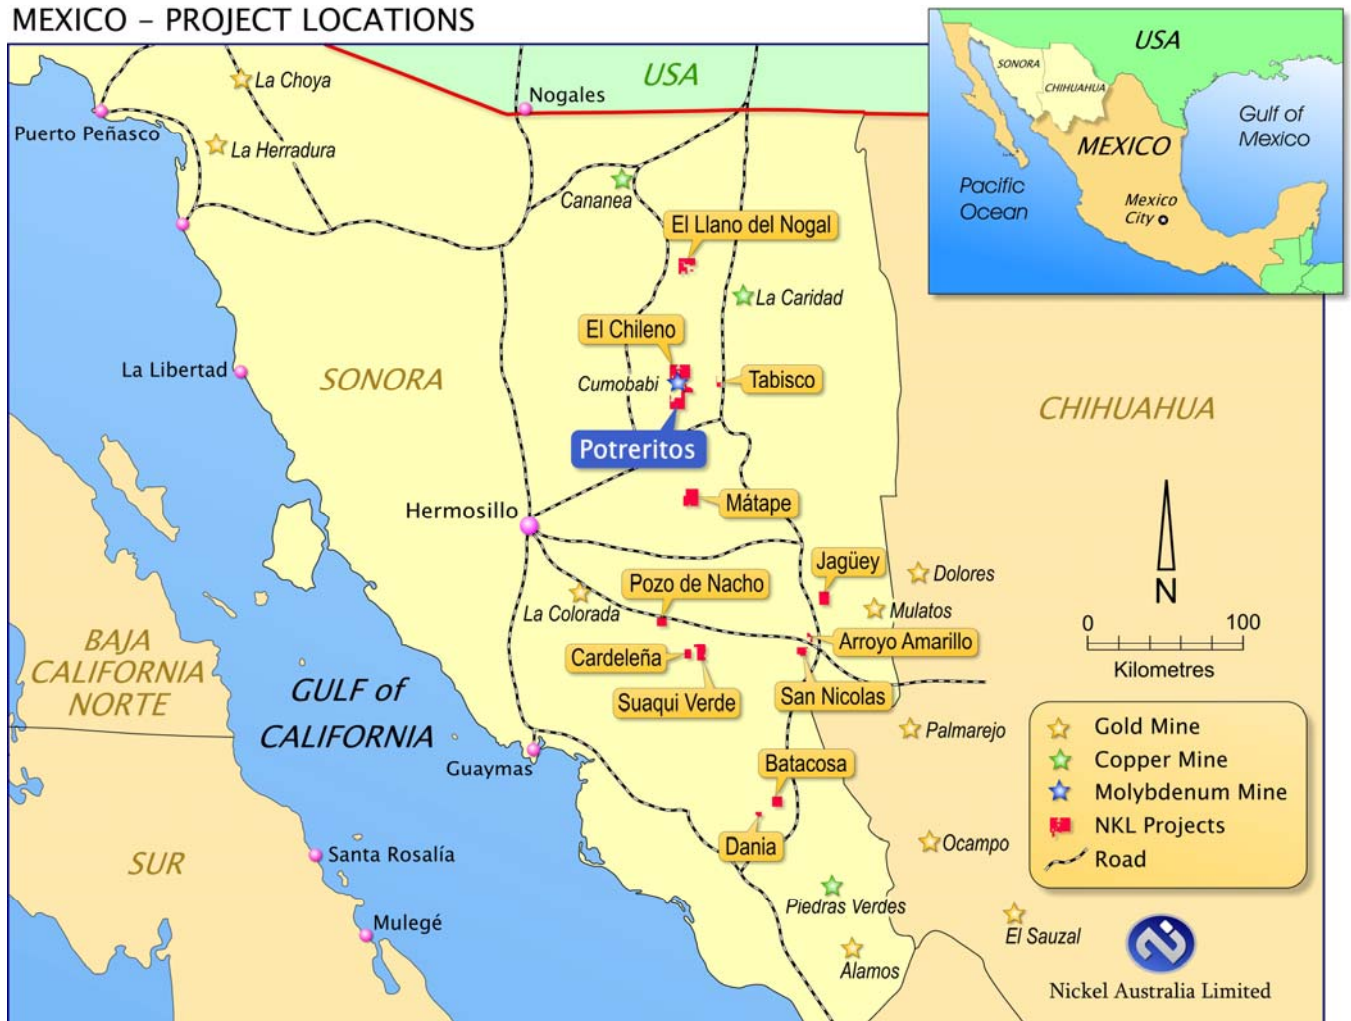 MEXICO – PROJECT LOCATIONS
USA
SONORA
CHIHUAHUA
MEXICO
Gulf of
Mexico
Pacific
Ocean
Mexico
City
USA
La Choya
Nogales
Puerto Peñasco
La Herradura
Cananea
El Llano del Nogal
La Caridad
El Chileno
La Libertad
SONORA
Cumobabi
Tabisco
CHIHUAHUA
Potreritos
Hermosillo
Mátape
Jagüey
Dolores
Pozo de Nacho
La Colorada
Mulatos
N
0 100
Kilometres
BAJA
CALIFORNIA
NORTE
Arroyo Amarillo
Cardeleña
GULF of
CALIFORNIA
Suaqui Verde
San Nicolas
Palmarejo
Guaymas
Batacosa
Gold Mine
Copper Mine
Molybdenum Mine
NKL Projects
Road
Dania
Ocampo
SUR
Santa Rosalía
Piedras Verdes
Mulegé
El Sauzal
Alamos
Nickel Australia Limited